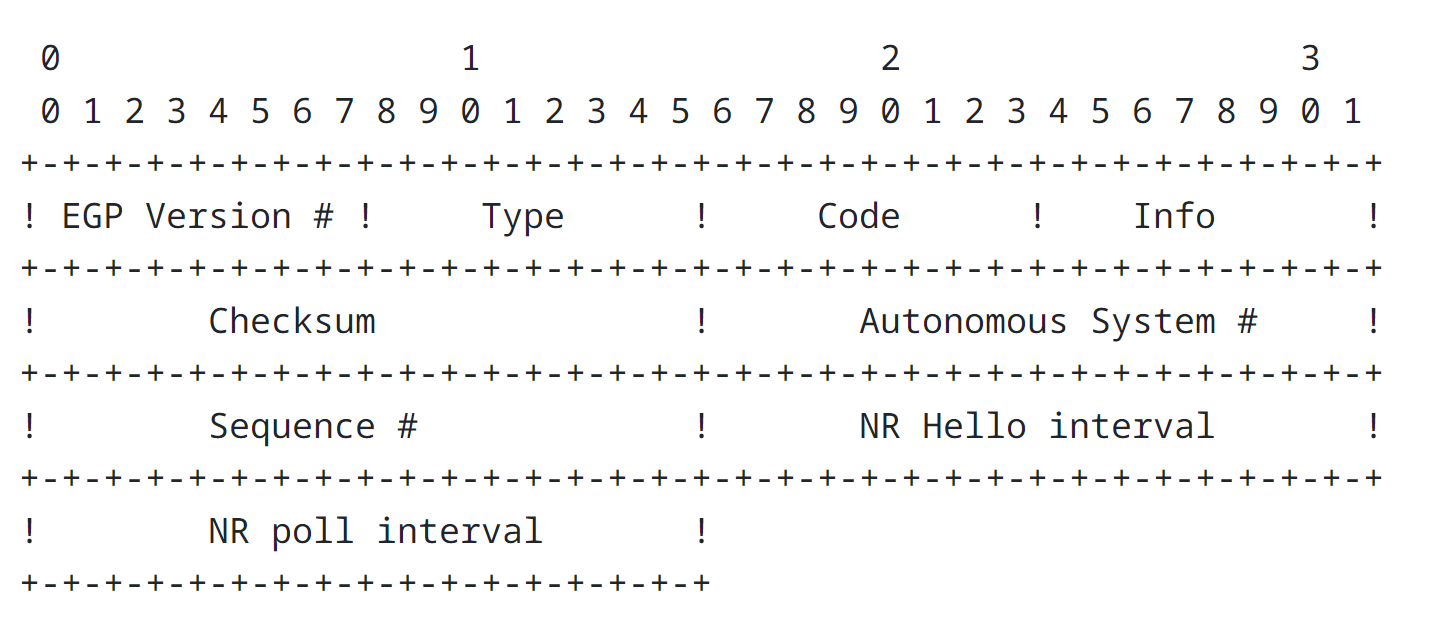 0                   1                   2                   3
 0 1 2 3 4 5 6 7 8 9 0 1 2 3 4 5 6 7 8 9 0 1 2 3 4 5 6 7 8 9 0 1
+-+-+-+-+-+-+-+-+-+-+-+-+-+-+-+-+-+-+-+-+-+-+-+-+-+-+-+-+-+-+-+-+
! EGP Version # !     Type      !     Code      !    Info       !
+-+-+-+-+-+-+-+-+-+-+-+-+-+-+-+-+-+-+-+-+-+-+-+-+-+-+-+-+-+-+-+-+
!        Checksum               !       Autonomous System #     !
+-+-+-+-+-+-+-+-+-+-+-+-+-+-+-+-+-+-+-+-+-+-+-+-+-+-+-+-+-+-+-+-+
!        Sequence #             !       NR Hello interval       !
+-+-+-+-+-+-+-+-+-+-+-+-+-+-+-+-+-+-+-+-+-+-+-+-+-+-+-+-+-+-+-+-+
!        NR poll interval       !
+-+-+-+-+-+-+-+-+-+-+-+-+-+-+-+-+